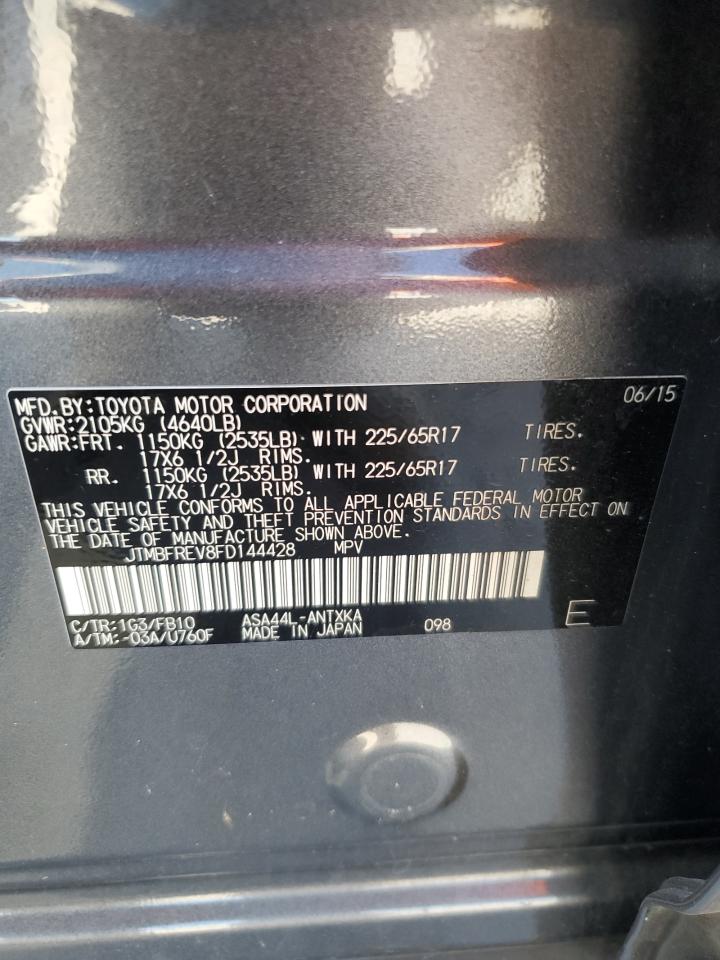 MFD.BY:TOYOTA MOTOR CORPORATION 06/15
GVWR:2105KG (4640LB)
GAWR:FRT. 1150KG (2535LB) WITH 225/65R17 TIRES.
17X6 1/2J RIMS.
RR. 1150KG (2535LB) WITH 225/65R17 TIRES.
17X6 1/2J RIMS.
THIS VEHICLE CONFORMS TO ALL APPLICABLE FEDERAL MOTOR
VEHICLE SAFETY AND THEFT PREVENTION STANDARDS IN EFFECT ON
THE DATE OF MANUFACTURE SHOWN ABOVE.
JTMBFREV8FD144428 MPV
C/TR:1G3/FB10 ASA44L-ANTXKA
A/TM:-03A/U760F MADE IN JAPAN 098 E